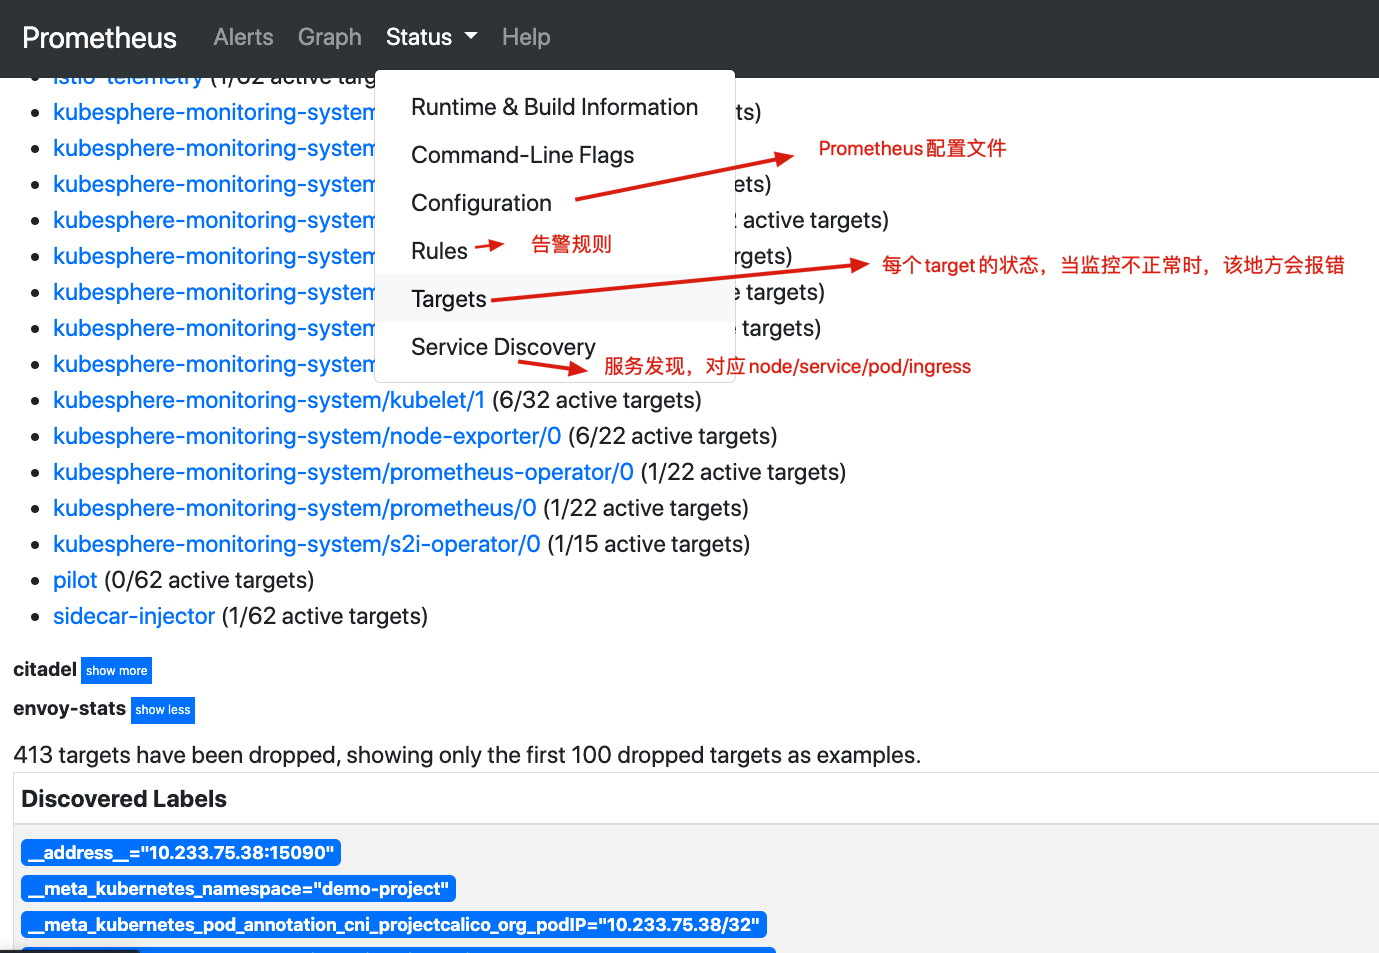 Prometheus Alerts Graph Status Help
istio-telemetry (1/62 active targ
kubesphere-monitoring-system
ts)
Runtime & Build Information
kubesphere-monitoring-system
Command-Line Flags
Prometheus配置文件
kubesphere-monitoring-system
ets)
Configuration
kubesphere-monitoring-system
active targets)
Rules
告警规则
kubesphere-monitoring-system
rgets)
每个target的状态，当监控不正常时，该地方会报错
kubesphere-monitoring-system
targets)
Targets
kubesphere-monitoring-system
targets)
Service Discovery
kubesphere-monitoring-system
服务发现，对应node/service/pod/ingress
kubesphere-monitoring-system/kubelet/1 (6/32 active targets)
kubesphere-monitoring-system/node-exporter/0 (6/22 active targets)
kubesphere-monitoring-system/prometheus-operator/0 (1/22 active targets)
kubesphere-monitoring-system/prometheus/0 (1/22 active targets)
kubesphere-monitoring-system/s2i-operator/0 (1/15 active targets)
pilot (0/62 active targets)
sidecar-injector (1/62 active targets)
citadel show more
envoy-stats show less
413 targets have been dropped, showing only the first 100 dropped targets as examples.
Discovered Labels
__address__="10.233.75.38:15090"
__meta_kubernetes_namespace="demo-project"
__meta_kubernetes_pod_annotation_cni_projectcalico_org_podIP="10.233.75.38/32"